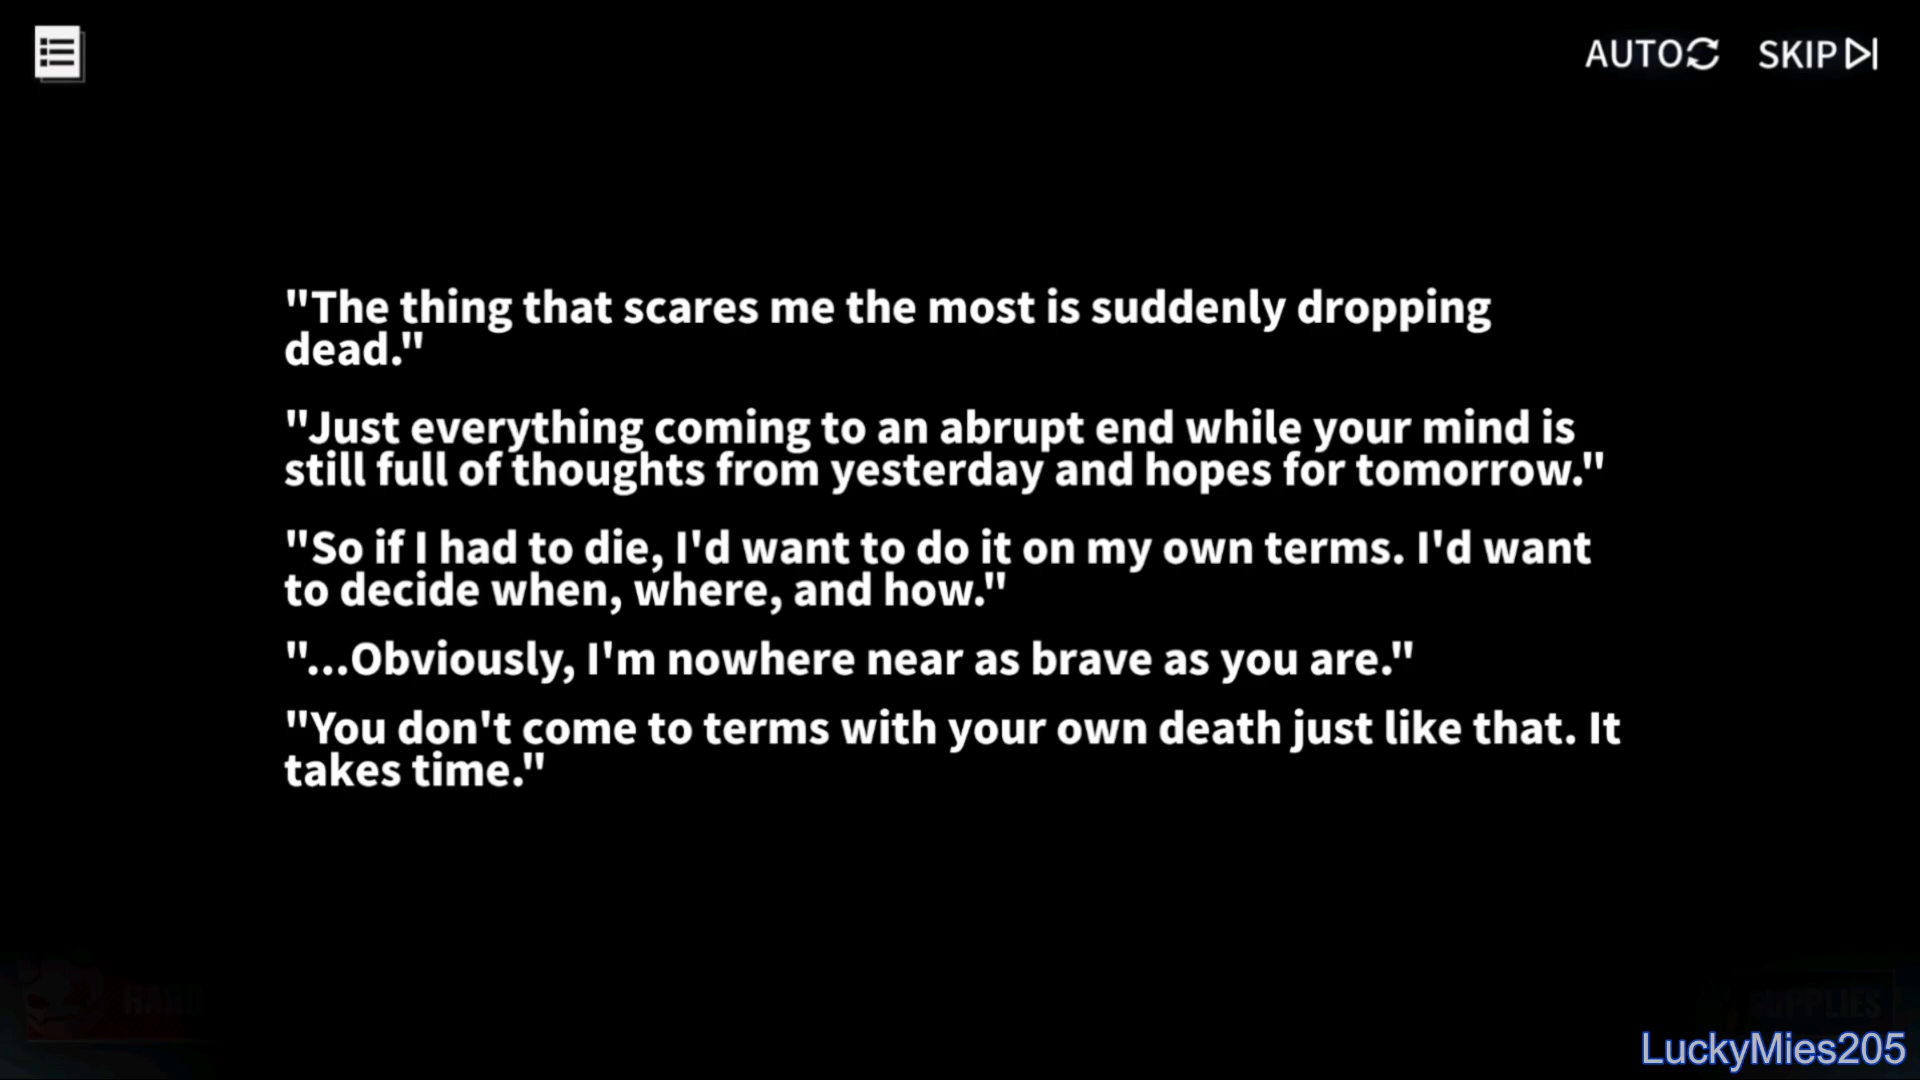 AUTO SKIP
"The thing that scares me the most is suddenly dropping
dead."
"Just everything coming to an abrupt end while your mind is
still full of thoughts from yesterday and hopes for tomorrow."
"So if I had to die, I'd want to do it on my own terms. I'd want
to decide when, where, and how."
"...Obviously, I'm nowhere near as brave as you are."
"You don't come to terms with your own death just like that. It
takes time."
HARD
SUPPLIES
LuckyMies205